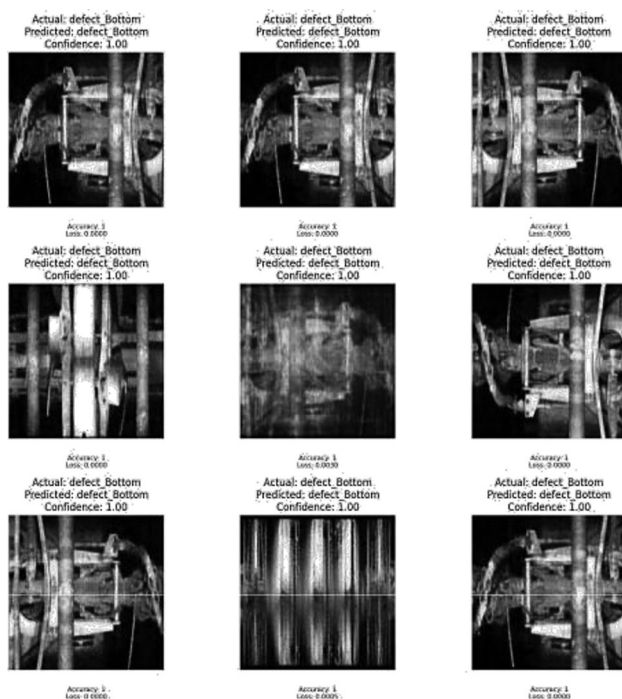 Actual: defect_Bottom
Predicted: defect_Bottom
Confidence: 1.00
Actual: defect_Bottom
Predicted: defect_Bottom
Confidence: 1.00
Actual: defect_Bottom
Predicted: defect_Bottom
Confidence: 1.00
Accuracy: 1
Loss: 0.0000
Accuracy: 1
Loss: 0.0000
Accuracy: 1
Loss: 0.0000
Actual: defect_Bottom
Predicted: defect_Bottom
Confidence: 1.00
Actual: defect_Bottom
Predicted: defect_Bottom
Confidence: 1.00
Actual: defect_Bottom
Predicted: defect_Bottom
Confidence: 1.00
Accuracy: 1
Loss: 0.0000
Accuracy: 1
Loss: 0.0030
Accuracy: 1
Loss: 0.0000
Actual: defect_Bottom
Predicted: defect_Bottom
Confidence: 1.00
Actual: defect_Bottom
Predicted: defect_Bottom
Confidence: 1.00
Actual: defect_Bottom
Predicted: defect_Bottom
Confidence: 1.00
Accuracy: 1
Loss: 0.0000
Accuracy: 1
Loss: 0.0005
Accuracy: 1
Loss: 0.0000